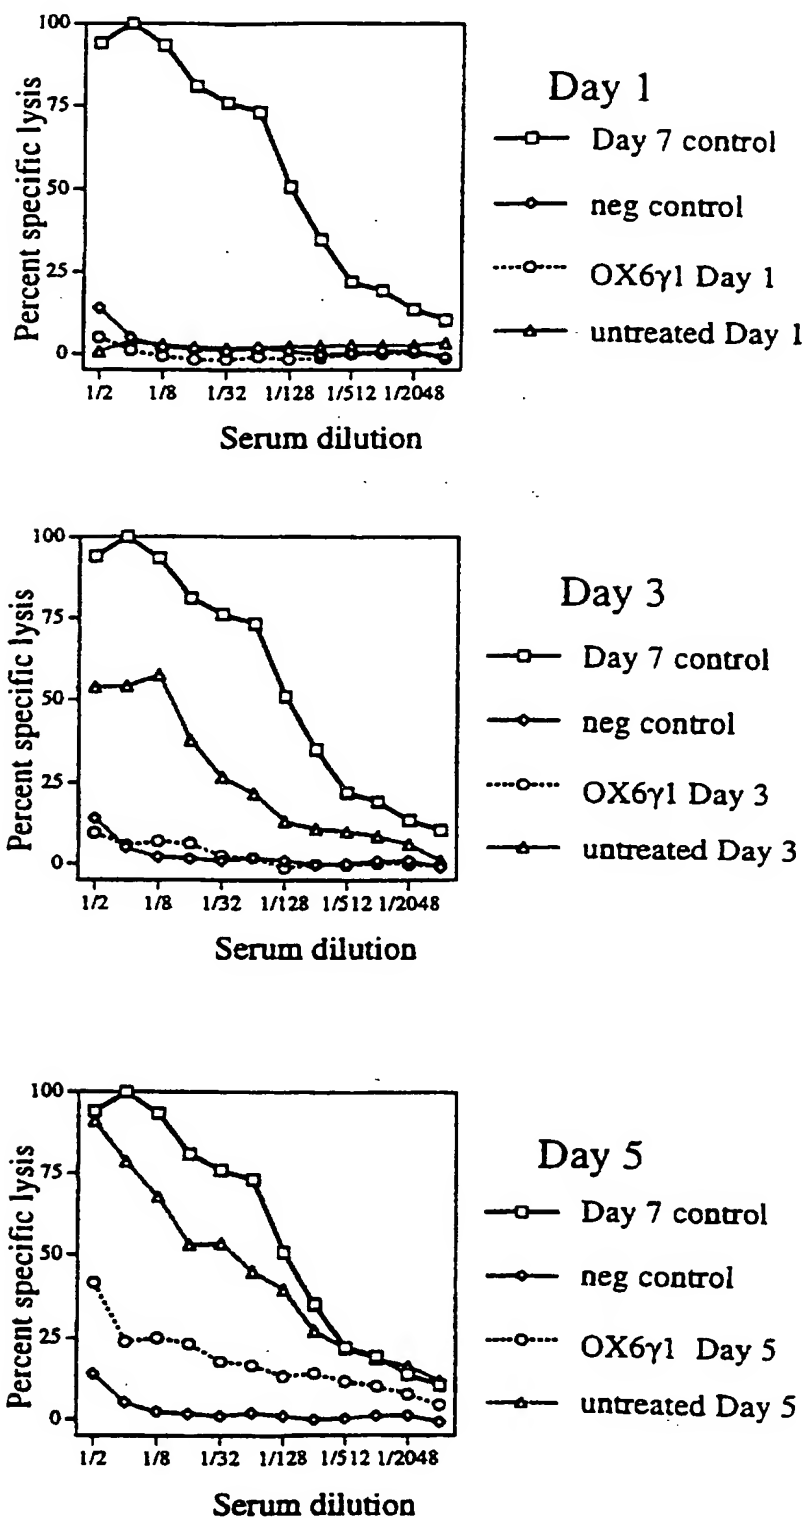 Day 1
Percent specific lysis
100
75
50
25
0
1/2 1/8 1/32 1/128 1/512 1/2048
Serum dilution
Day 7 control
neg control
OX6γ1 Day 1
untreated Day 1
Day 3
Percent specific lysis
100
75
50
25
0
1/2 1/8 1/32 1/128 1/512 1/2048
Serum dilution
Day 7 control
neg control
OX6γ1 Day 3
untreated Day 3
Day 5
Percent specific lysis
100
75
50
25
0
1/2 1/8 1/32 1/128 1/512 1/2048
Serum dilution
Day 7 control
neg control
OX6γ1 Day 5
untreated Day 5